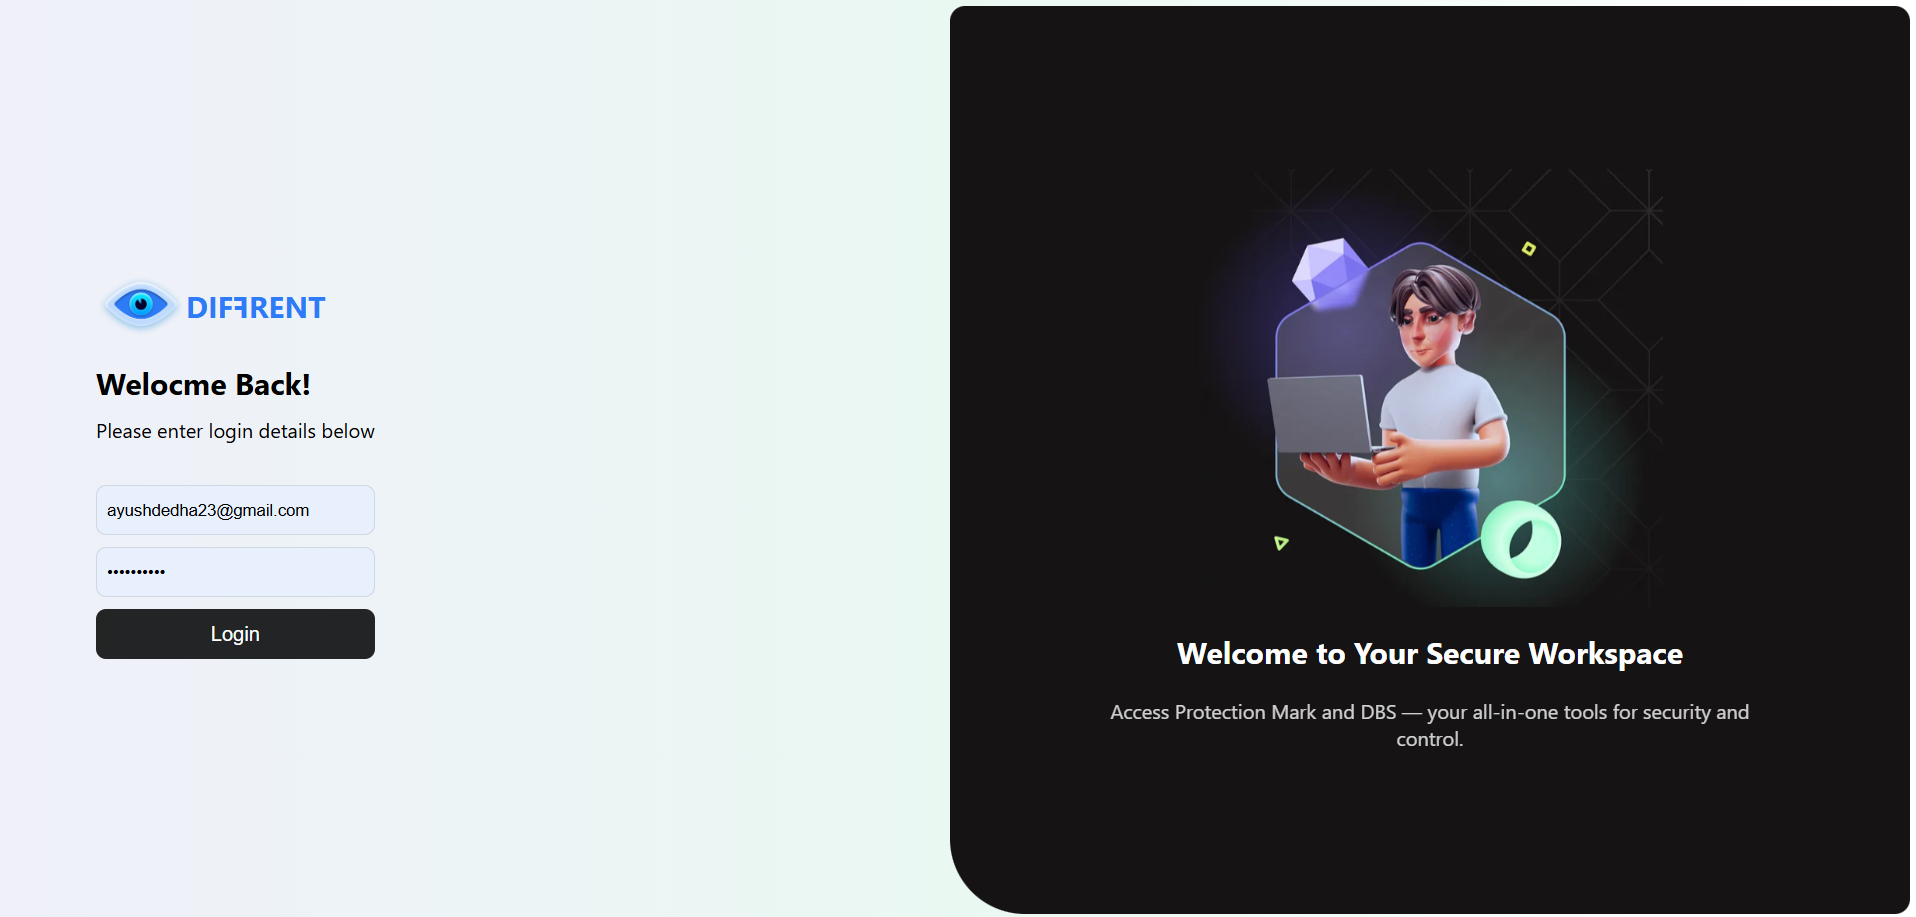 DIFꟻRENT
Welocme Back!
Please enter login details below
ayushdedha23@gmail.com
••••••••••
Login
Welcome to Your Secure Workspace
Access Protection Mark and DBS — your all-in-one tools for security and
control.